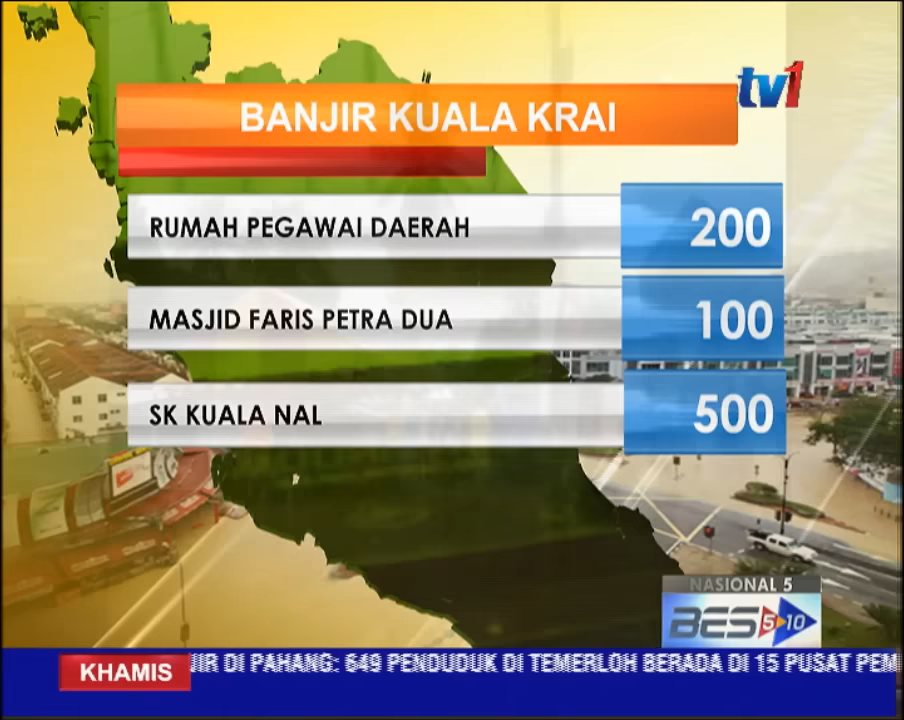 tv1
BANJIR KUALA KRAI
RUMAH PEGAWAI DAERAH 200
MASJID FARIS PETRA DUA 100
SK KUALA NAL 500
NASIONAL 5
BES 5 10
KHAMIS
JIR DI PAHANG: 649 PENDUDUK DI TEMERLOH BERADA DI 15 PUSAT PEM